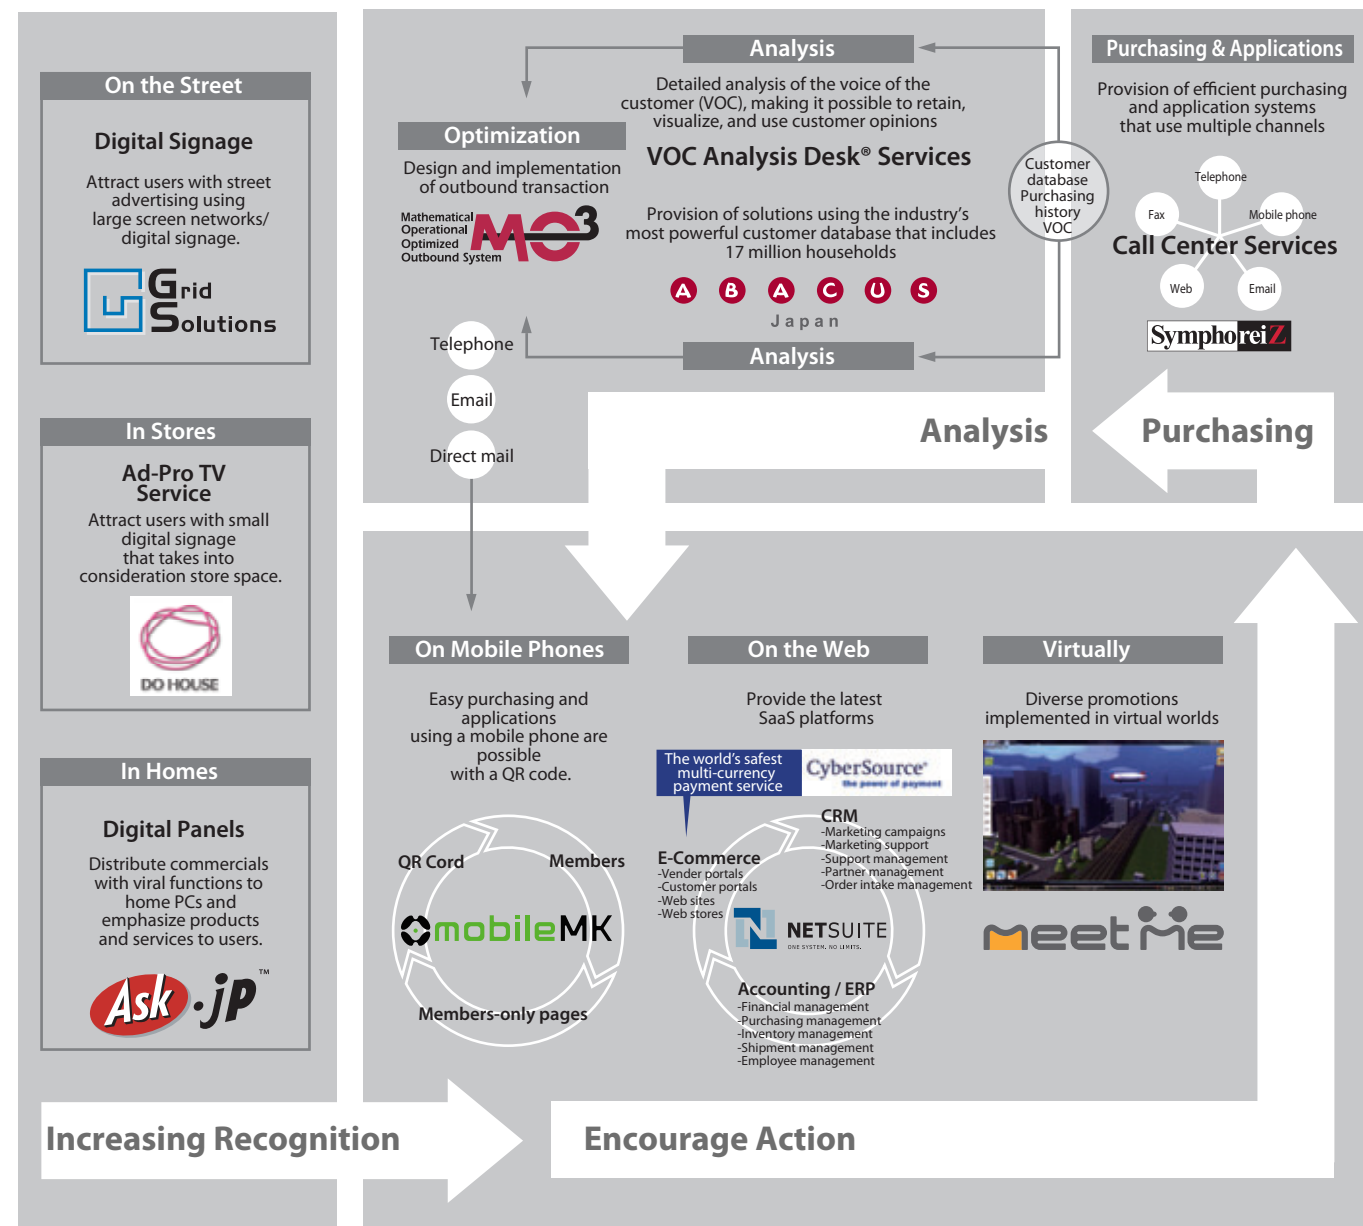 On the Street
Digital Signage
Attract users with street
advertising using
large screen networks/
digital signage.
Grid
Solutions
In Stores
Ad-Pro TV
Service
Attract users with small
digital signage
that takes into
consideration store space.
DO HOUSE
In Homes
Digital Panels
Distribute commercials
with viral functions to
home PCs and
emphasize products
and services to users.
Ask.jp™
Increasing Recognition
Optimization
Design and implementation
of outbound transaction
Mathematical
Operational
Optimized
Outbound System
MO3
Telephone
Email
Direct mail
Analysis
Detailed analysis of the voice of the
customer (VOC), making it possible to retain,
visualize, and use customer opinions
VOC Analysis Desk® Services
Provision of solutions using the industry's
most powerful customer database that includes
17 million households
ABACUS
Japan
Analysis
Customer
database
Purchasing
history
VOC
Analysis
Purchasing & Applications
Provision of efficient purchasing
and application systems
that use multiple channels
Telephone
Fax
Mobile phone
Call Center Services
Web
Email
SymphoreiZ
Purchasing
On Mobile Phones
Easy purchasing and
applications
using a mobile phone are
possible
with a QR code.
QR Cord
Members
mobileMK
Members-only pages
On the Web
Provide the latest
SaaS platforms
The world's safest
multi-currency
payment service
CyberSource®
the power of payment
CRM
-Marketing campaigns
-Marketing support
-Support management
-Partner management
-Order intake management
E-Commerce
-Vender portals
-Customer portals
-Web sites
-Web stores
NETSUITE
ONE SYSTEM. NO LIMITS.
Accounting / ERP
-Financial management
-Purchasing management
-Inventory management
-Shipment management
-Employee management
Virtually
Diverse promotions
implemented in virtual worlds
meet me
Encourage Action